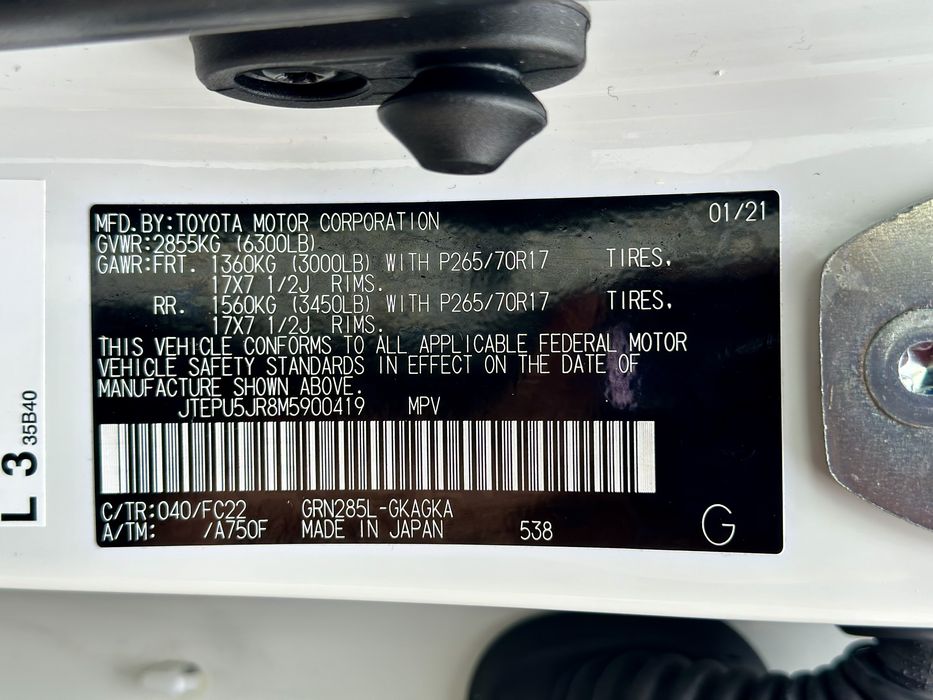 MFD.BY:TOYOTA MOTOR CORPORATION 01/21
GVWR:2855KG (6300LB)
GAWR:FRT. 1360KG (3000LB) WITH P265/70R17 TIRES,
17X7 1/2J RIMS.
RR. 1560KG (3450LB) WITH P265/70R17 TIRES,
17X7 1/2J RIMS.
THIS VEHICLE CONFORMS TO ALL APPLICABLE FEDERAL MOTOR
VEHICLE SAFETY STANDARDS IN EFFECT ON THE DATE OF
MANUFACTURE SHOWN ABOVE.
JTEPU5JR8M5900419 MPV
C/TR:040/FC22 GRN285L-GKAGKA
A/TM: /A750F MADE IN JAPAN 538 G
L 3 35B40